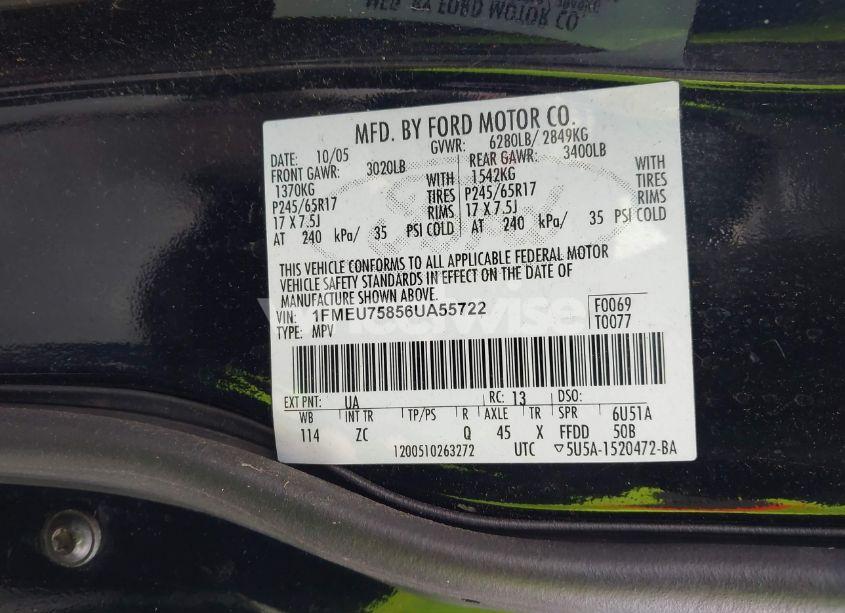 MFD. BY FORD MOTOR CO
MFD. BY FORD MOTOR CO.
DATE: 10/05 GVWR: 6280LB/ 2849KG
FRONT GAWR: 3020LB REAR GAWR: 3400LB
1370KG WITH 1542KG WITH
P245/65R17 TIRES P245/65R17 TIRES
17 X 7.5J RIMS 17 X 7.5J RIMS
AT 240 kPa/ 35 PSI COLD AT 240 kPa/ 35 PSI COLD
THIS VEHICLE CONFORMS TO ALL APPLICABLE FEDERAL MOTOR
VEHICLE SAFETY STANDARDS IN EFFECT ON THE DATE OF
MANUFACTURE SHOWN ABOVE.
VIN: 1FMEU75856UA55722 F0069
TYPE: MPV T0077
EXT PNT: UA RC: 13 DSO:
WB INT TR TP/PS R AXLE TR SPR 6U51A
114 ZC Q 45 X FFDD 50B
1200510263272 UTC ▽5U5A-1520472-BA